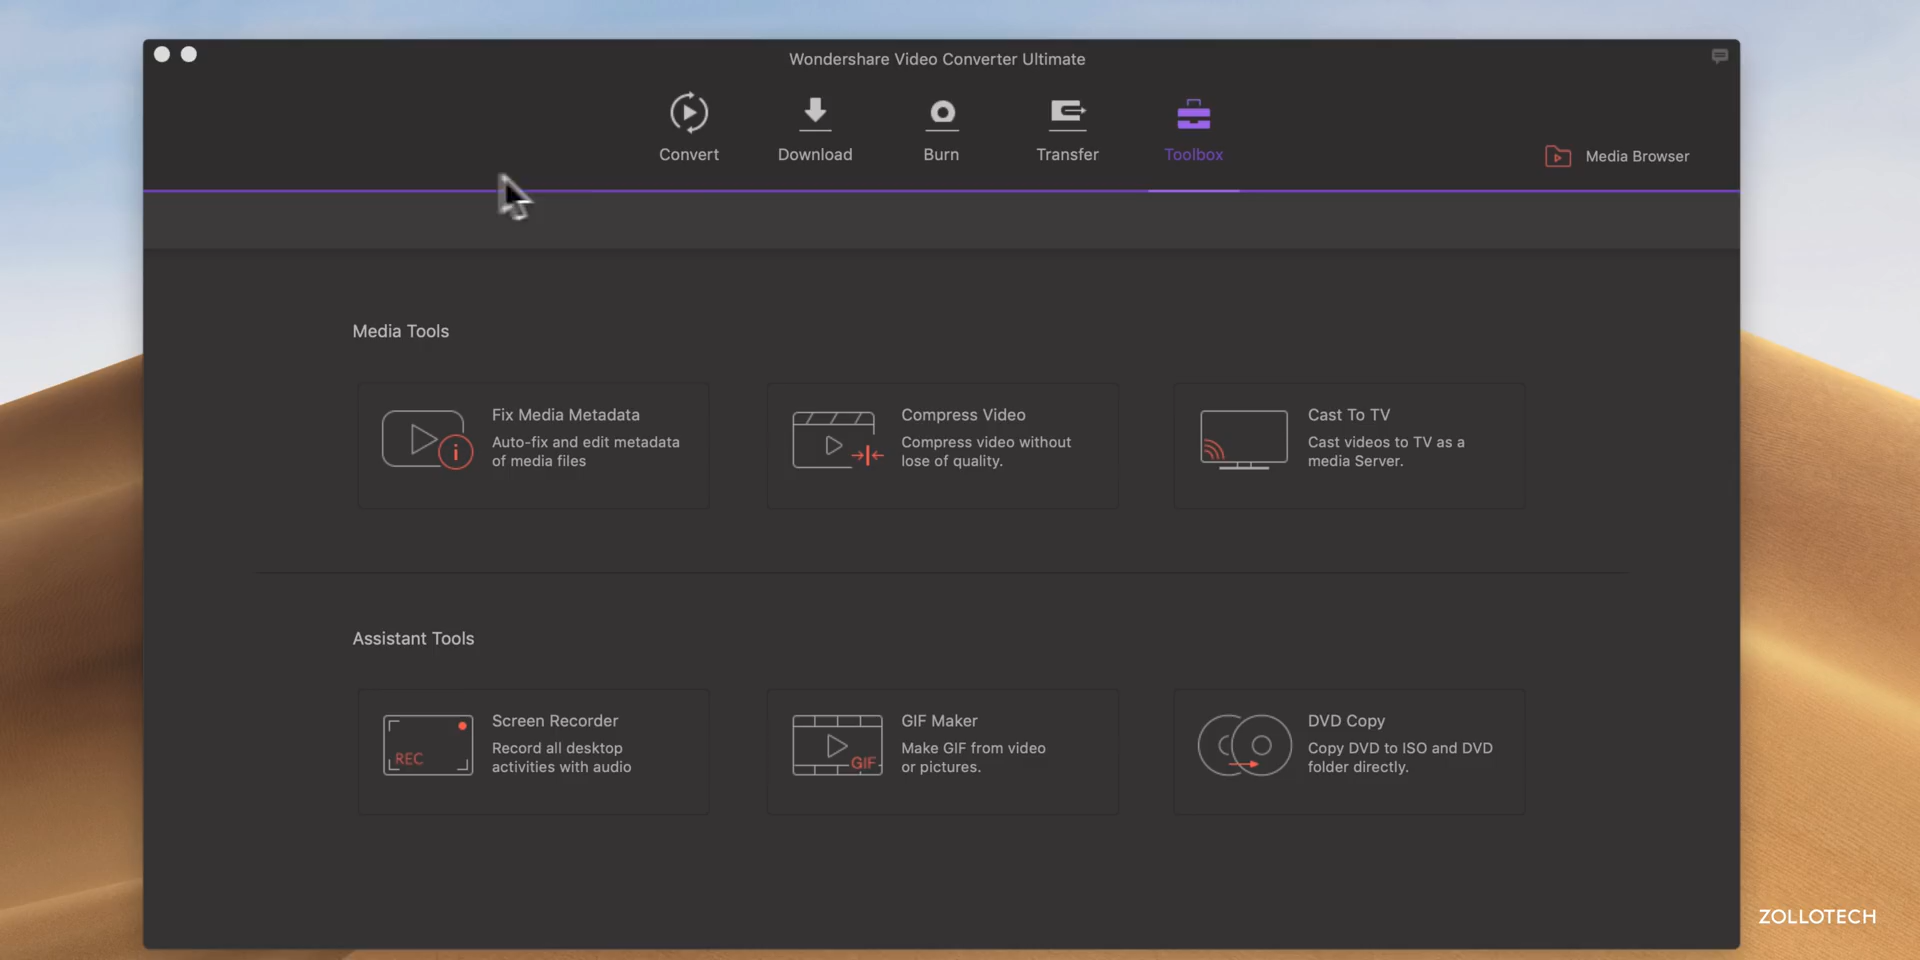 Wondershare Video Converter Ultimate
Convert
Download
Burn
Transfer
Toolbox
Media Browser
Media Tools
Fix Media Metadata
Auto-fix and edit metadata
of media files
Compress Video
Compress video without
lose of quality.
Cast To TV
Cast videos to TV as a
media Server.
Assistant Tools
REC
Screen Recorder
Record all desktop
activities with audio
GIF
GIF Maker
Make GIF from video
or pictures.
DVD Copy
Copy DVD to ISO and DVD
folder directly.
ZOLLOTECH